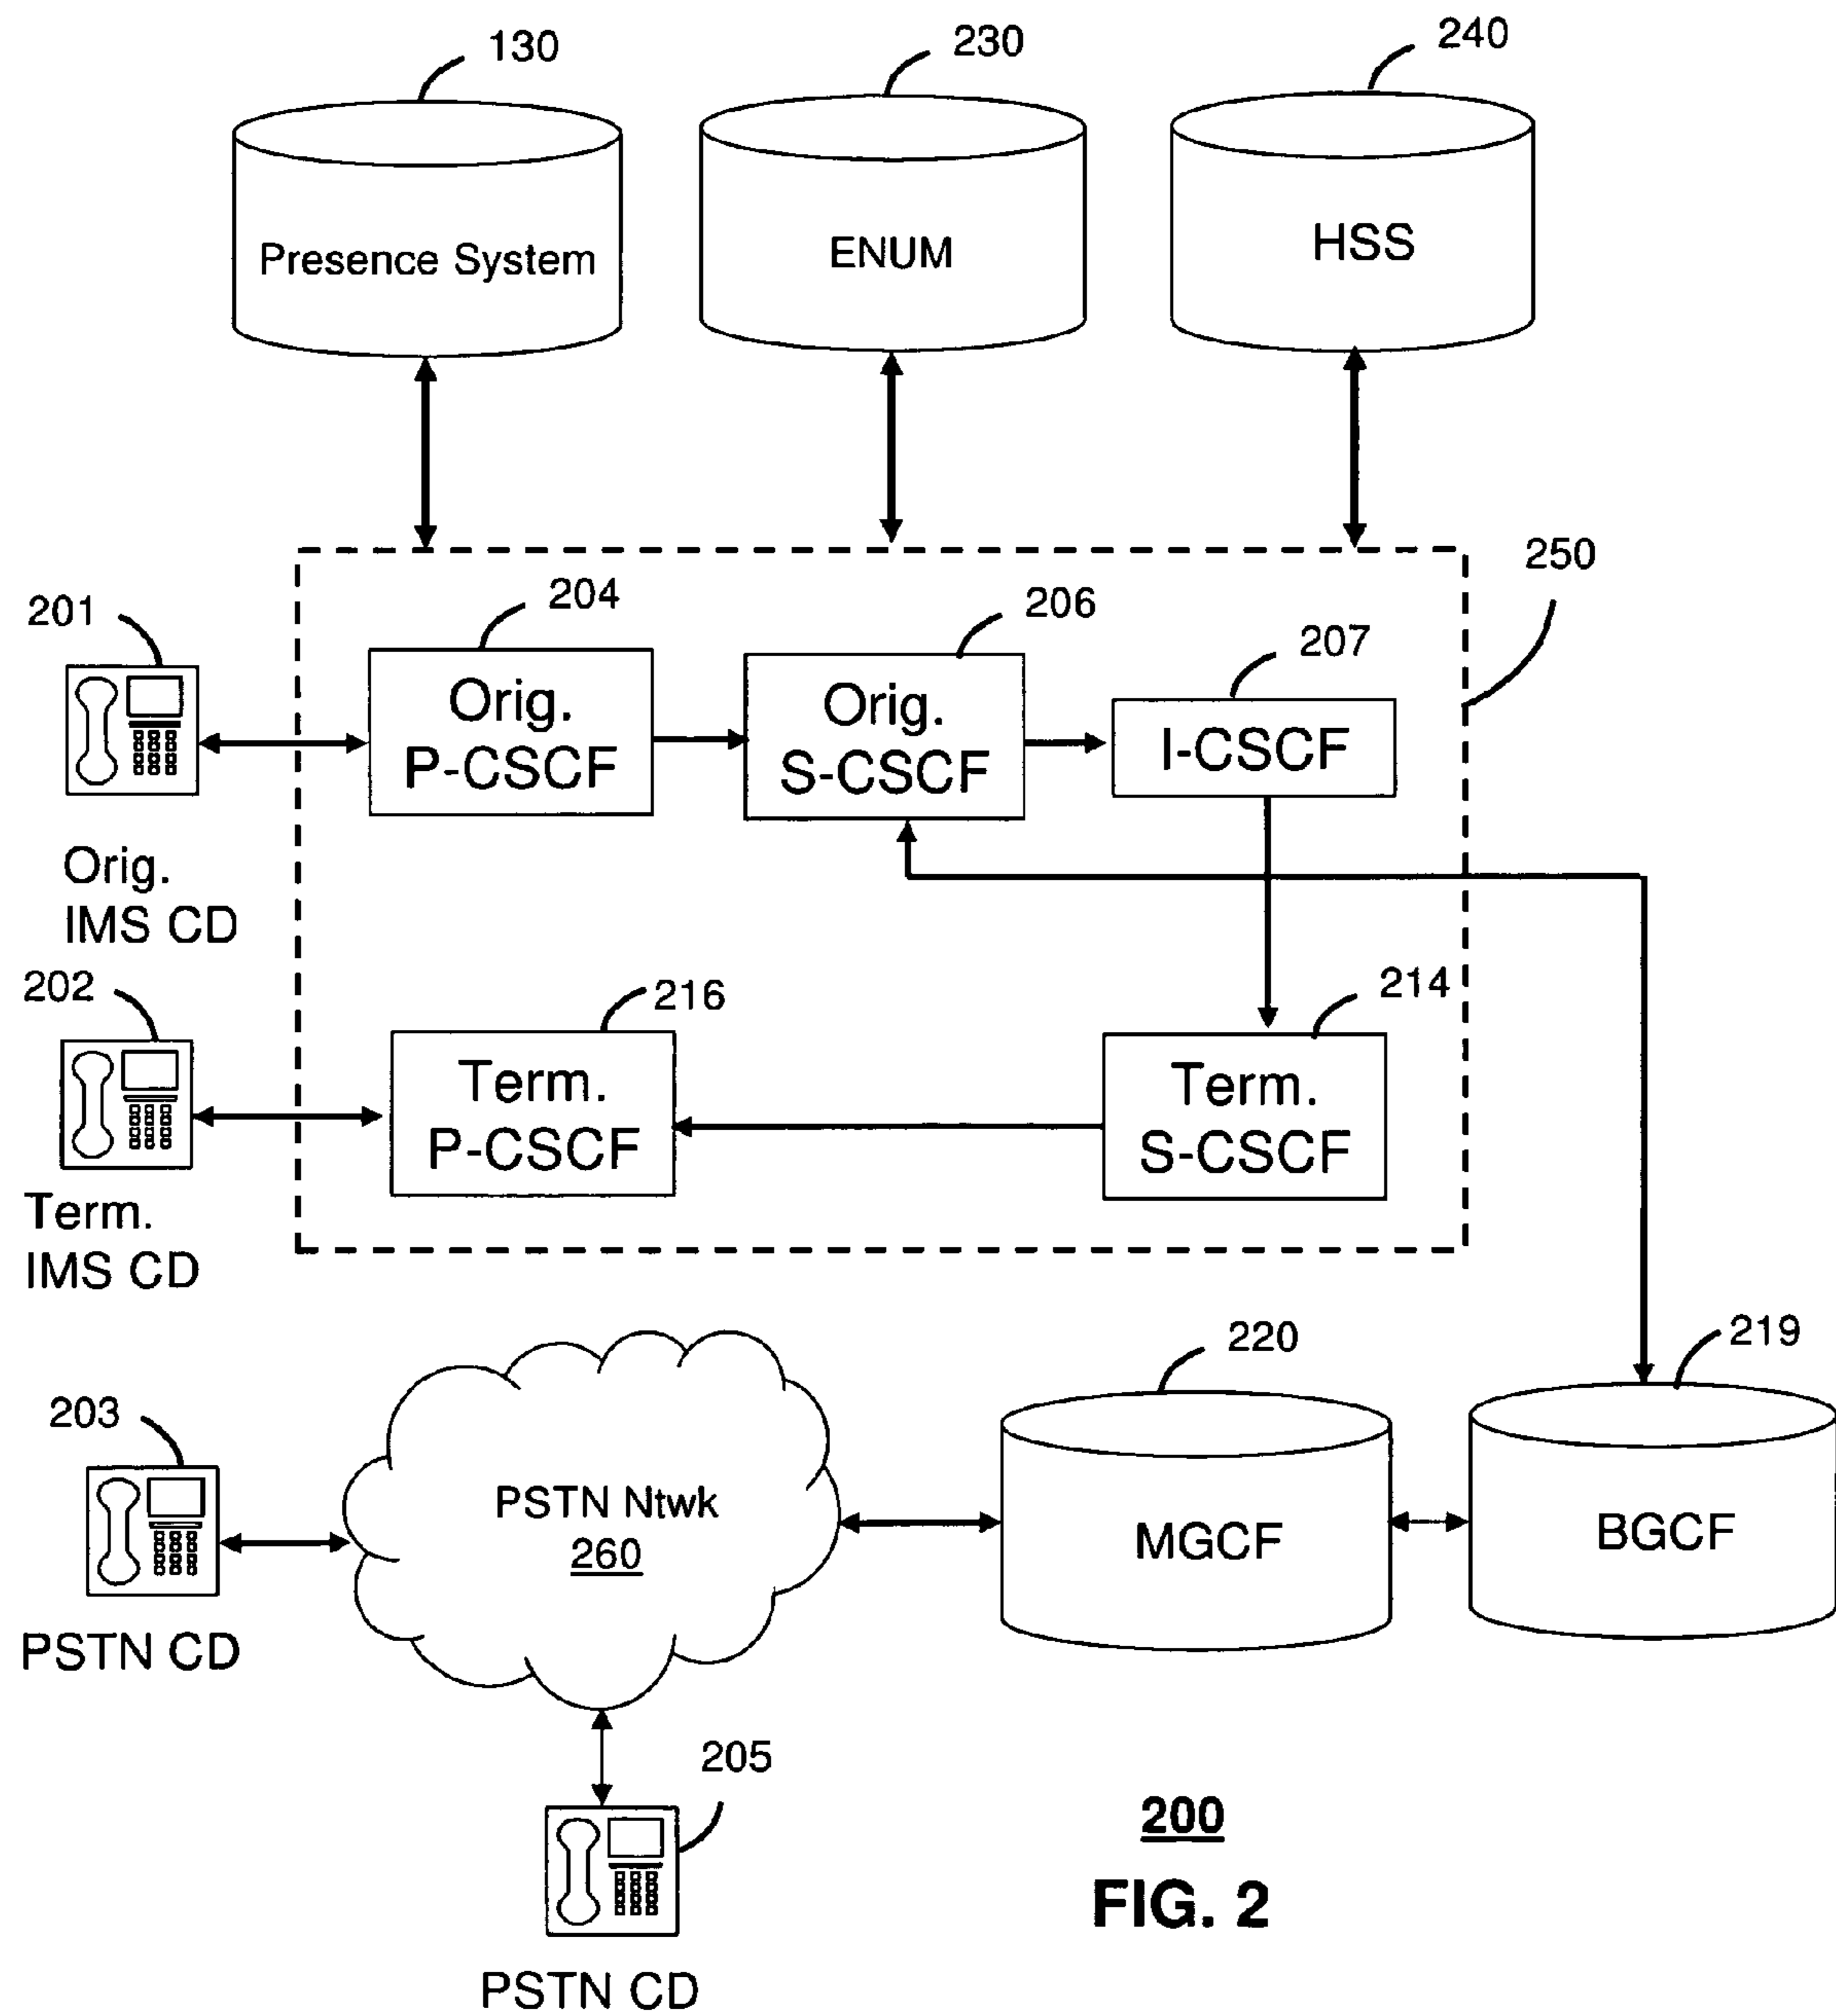 130
230
240
Presence System
ENUM
HSS
250
201
204
206
207
Orig.
P-CSCF
Orig.
S-CSCF
I-CSCF
Orig.
IMS CD
202
216
214
Term.
P-CSCF
Term.
S-CSCF
Term.
IMS CD
203
220
219
PSTN Ntwk
260
MGCF
BGCF
PSTN CD
205
PSTN CD
200
FIG. 2